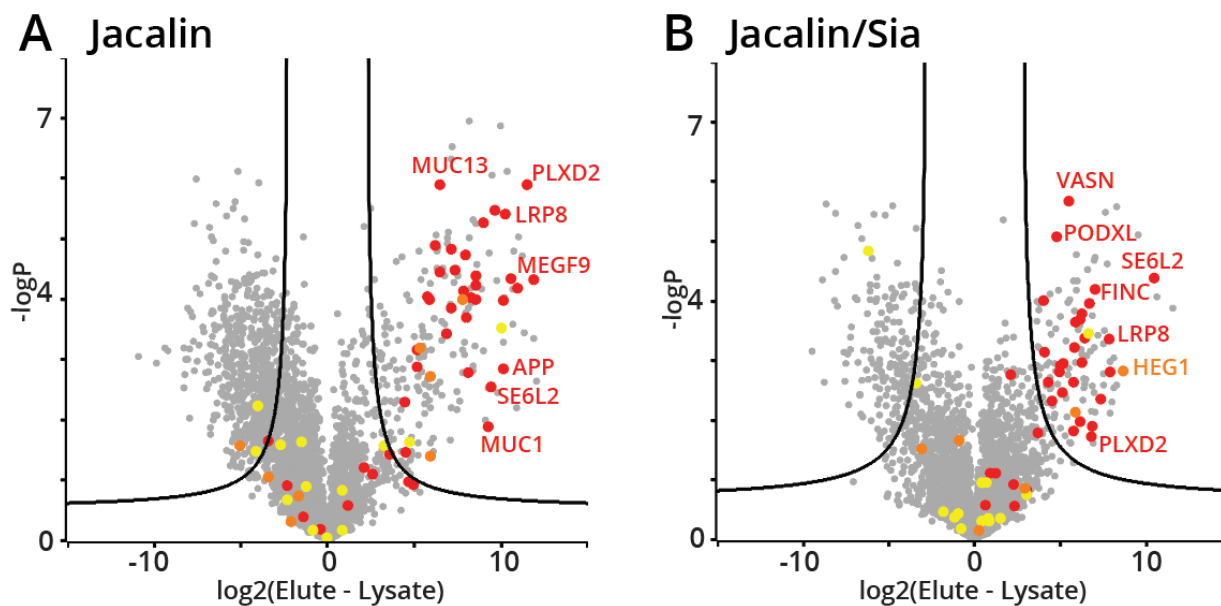 A Jacalin
7
4
0
-logP
MUC13
PLXD2
LRP8
MEGF9
APP
SE6L2
MUC1
-10 0 10
log2(Elute - Lysate)
B Jacalin/Sia
7
4
0
-logP
VASN
PODXL
SE6L2
FINC
LRP8
HEG1
PLXD2
-10 0 10
log2(Elute - Lysate)